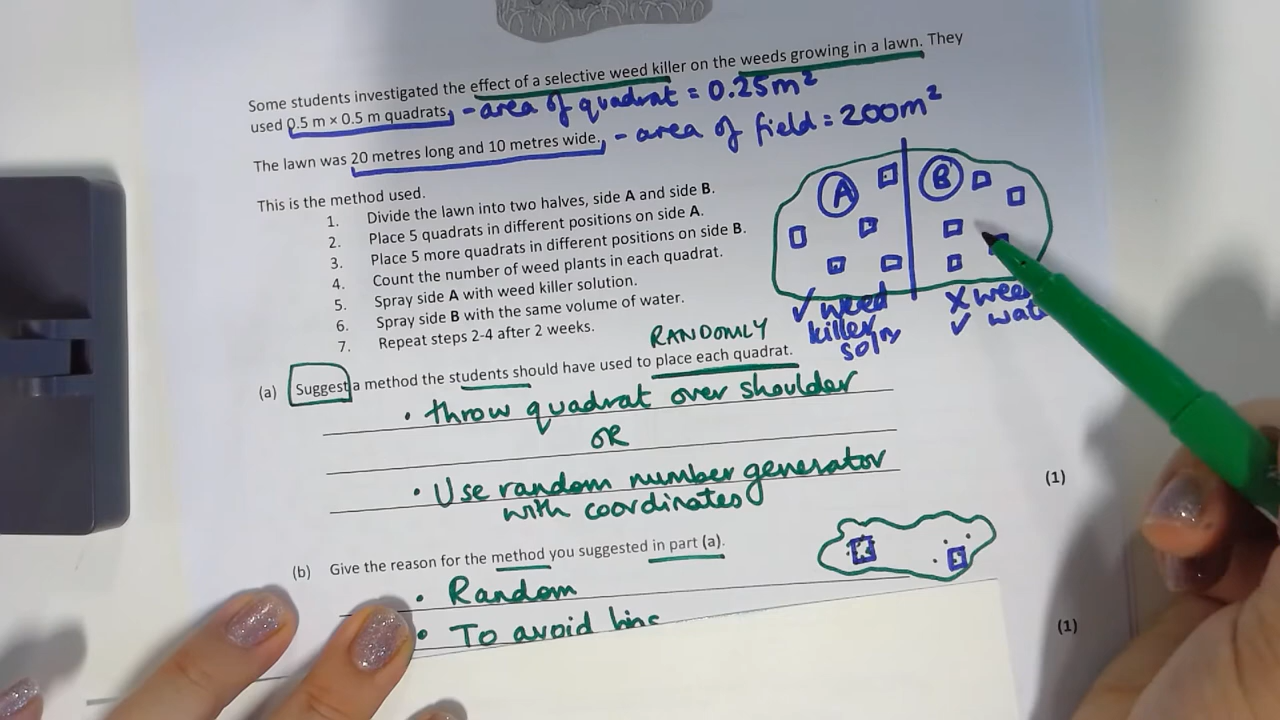 Some students investigated the effect of a selective weed killer on the weeds growing in a lawn. They
used 0.5 m × 0.5 m quadrats. - area of quadrat = 0.25m²
The lawn was 20 metres long and 10 metres wide. - area of field = 200m²
This is the method used.
1. Divide the lawn into two halves, side A and side B.
2. Place 5 quadrats in different positions on side A.
3. Place 5 more quadrats in different positions on side B.
4. Count the number of weed plants in each quadrat.
5. Spray side A with weed killer solution.
6. Spray side B with the same volume of water.
7. Repeat steps 2-4 after 2 weeks.
A B
✓ weed
killer
soln
X weed
✓ wat
RANDOMLY
(a) Suggest a method the students should have used to place each quadrat.
• throw quadrat over shoulder
OR
• Use random number generator
with coordinates
(1)
(b) Give the reason for the method you suggested in part (a).
• Random
• To avoid bias
(1)